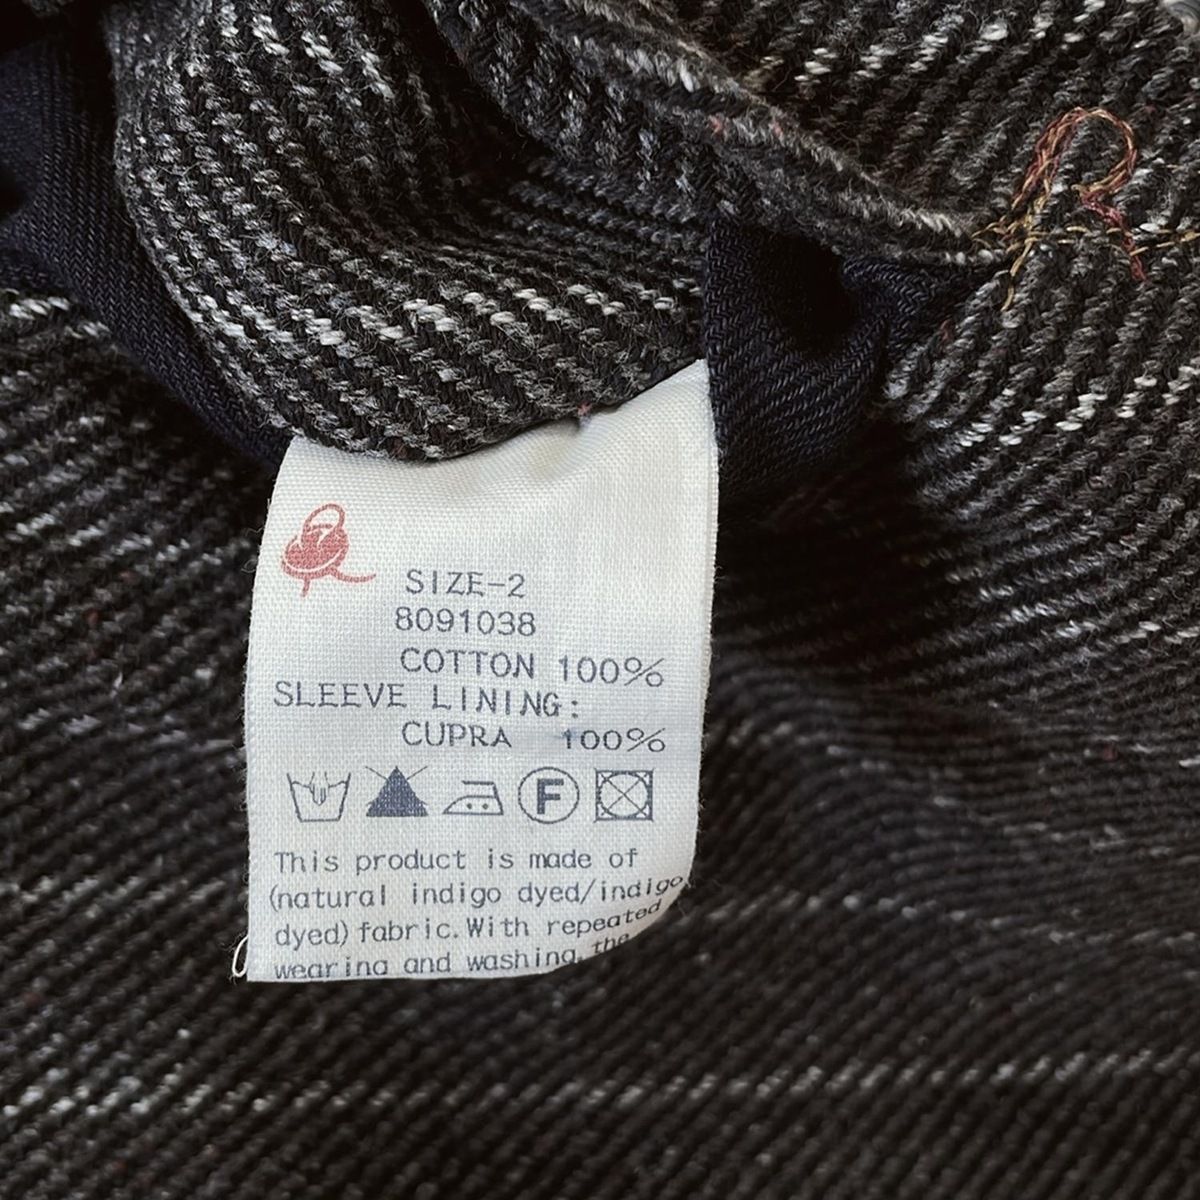 SIZE-2
8091038
COTTON 100%
SLEEVE LINING:
CUPRA 100%
F
This product is made of
(natural indigo dyed/indigo
dyed) fabric. With repeated
wearing and washing, the